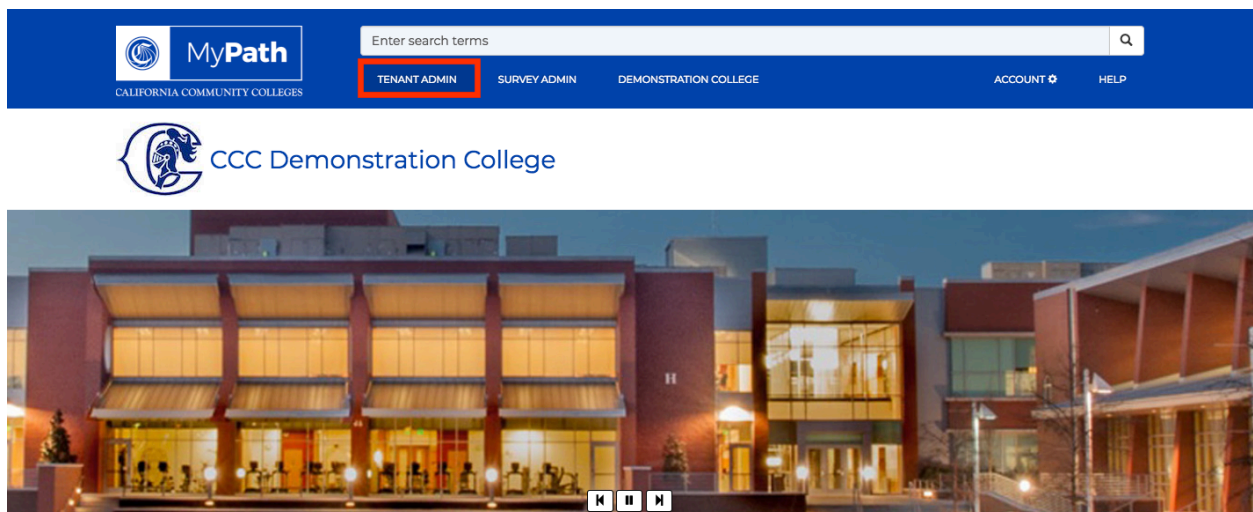 MyPath
CALIFORNIA COMMUNITY COLLEGES
Enter search terms
TENANT ADMIN SURVEY ADMIN DEMONSTRATION COLLEGE ACCOUNT HELP
CCC Demonstration College
H